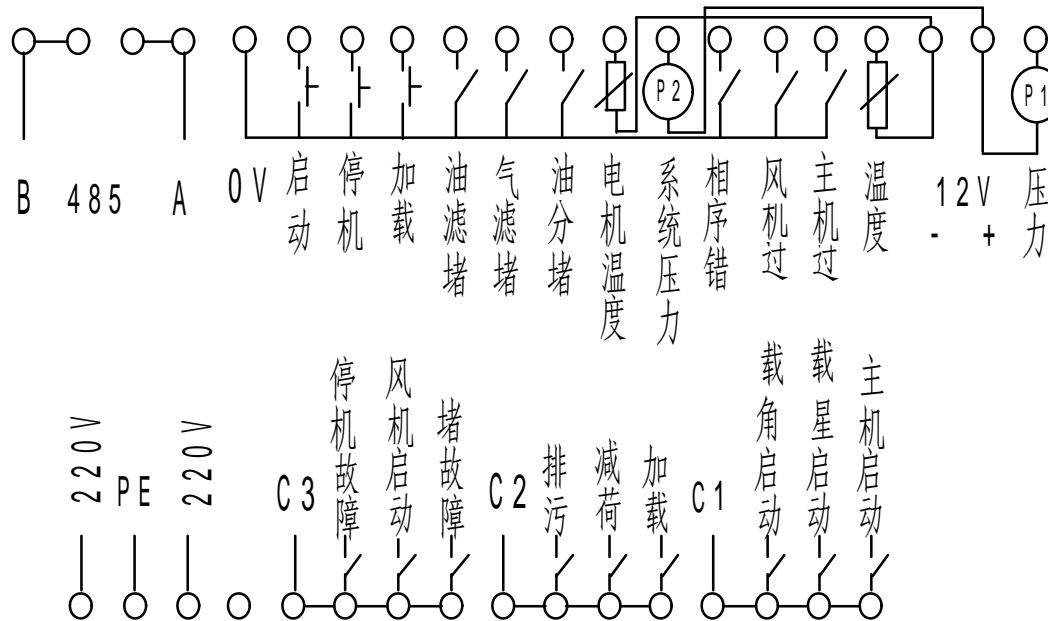 P2
P1
B
485
A
0V
启动
停机
加载
油滤堵
气滤堵
油分堵
电机温度
系统压力
相序错
风机过
主机过
温度
12V
- +
压力
220V
PE
220V
C3
停机故障
风机启动
堵故障
C2
排污
减荷
加载
C1
载角启动
载星启动
主机启动